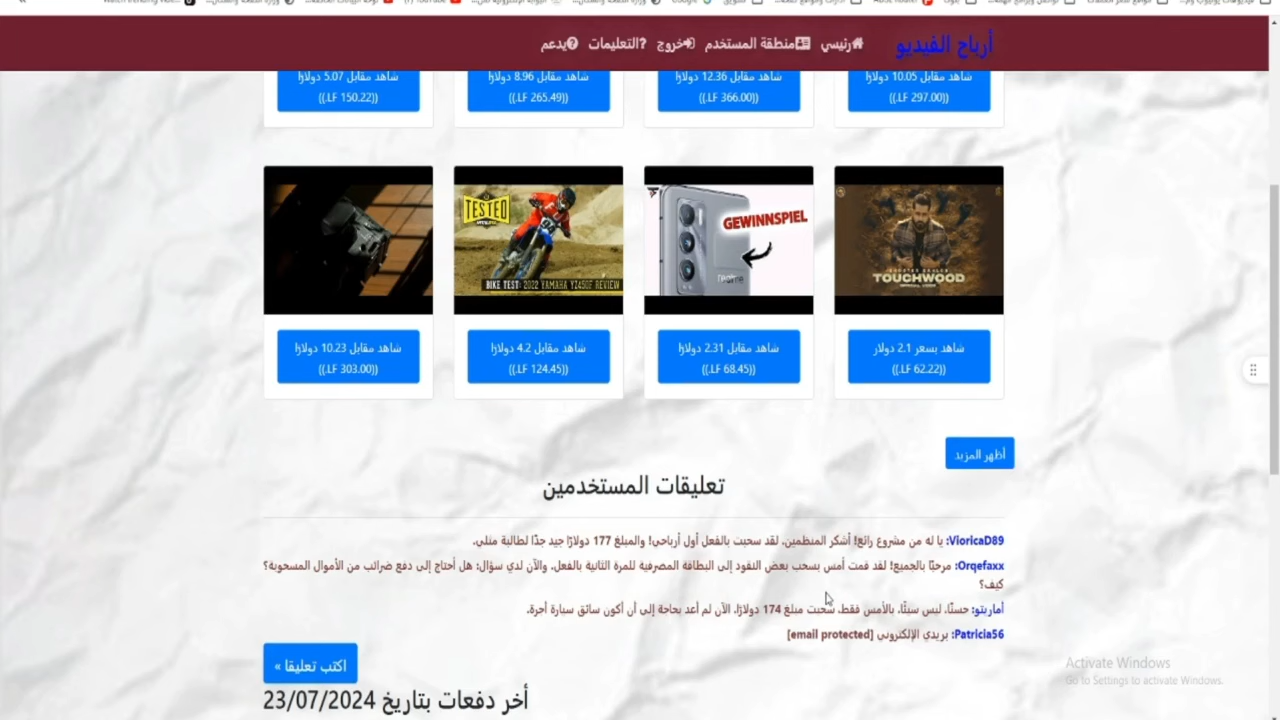 أرباح الفيديو
رئيسي
منطقة المستخدم
خروج
التعليمات
يدعم
شاهد مقابل 10.05 دولارًا
((LF 297.00.))
شاهد مقابل 12.36 دولارًا
((LF 366.00.))
شاهد مقابل 8.96 دولارًا
((LF 265.49.))
شاهد مقابل 5.07 دولارًا
((LF 150.22.))
TOUCHWOOD
GEWINNSPIEL
realme
TESTED
BIKE TEST: 2022 YAMAHA YZ450F REVIEW
شاهد بسعر 2.1 دولار
((LF 62.22.))
شاهد مقابل 2.31 دولارًا
((LF 68.45.))
شاهد مقابل 4.2 دولارًا
((LF 124.45.))
شاهد مقابل 10.23 دولارًا
((LF 303.00.))
أظهر المزيد
تعليقات المستخدمين
VioricaD89: يا له من مشروع رائع! أشكر المنظمين، لقد سحبت بالفعل أول أرباحي! والمبلغ 177 دولارًا جيد جدًا لطالبة مثلي.
Orqefaxx: مرحبًا بالجميع! لقد قمت أمس بسحب بعض النقود إلى البطاقة المصرفية للمرة الثانية بالفعل، والآن لدي سؤال: هل أحتاج إلى دفع ضرائب من الأموال المسحوبة؟
كيف؟
أماريتو: حسنًا، ليس سيئًا، بالأمس فقط، سحبت مبلغ 174 دولارًا، الآن لم أعد بحاجة إلى أن أكون سائق سيارة أجرة.
Patricia56: بريدي الإلكتروني [email protected]
اكتب تعليقا »
أخر دفعات بتاريخ 23/07/2024
Activate Windows
Go to Settings to activate Windows.